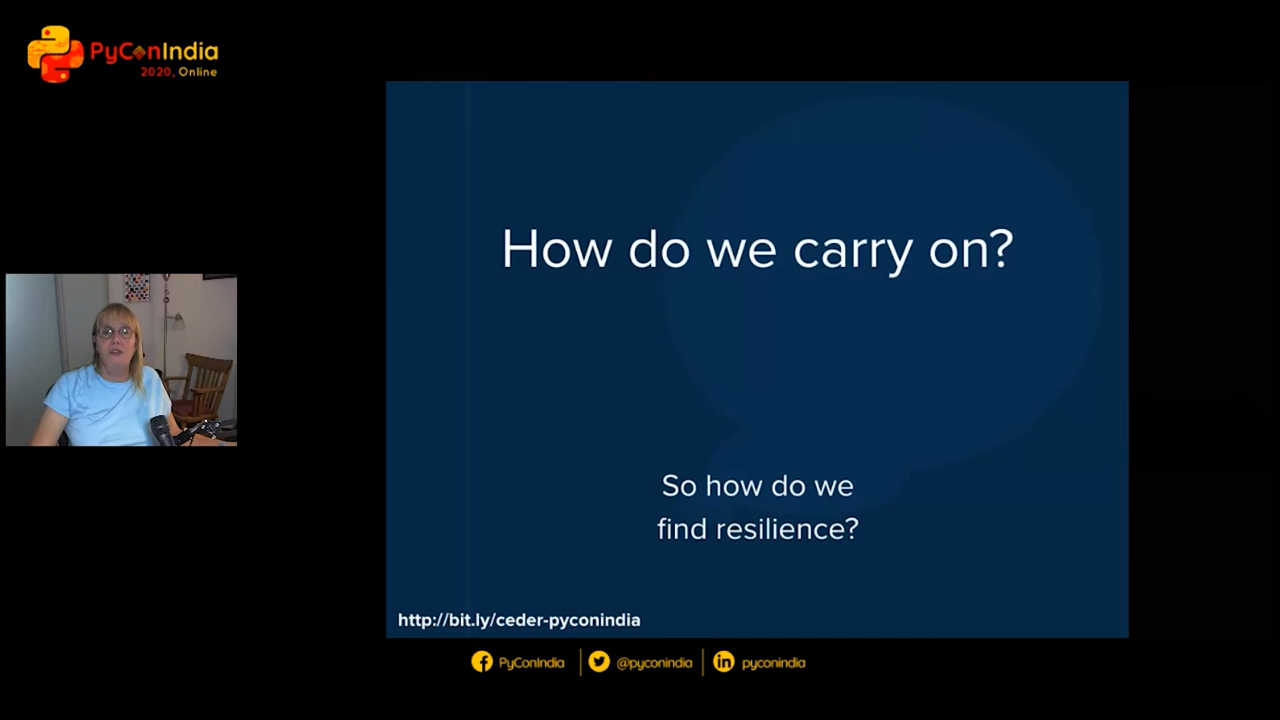 PyConIndia
2020, Online
How do we carry on?
So how do we
find resilience?
http://bit.ly/ceder-pyconindia
PyConIndia
@pyconindia
pyconindia